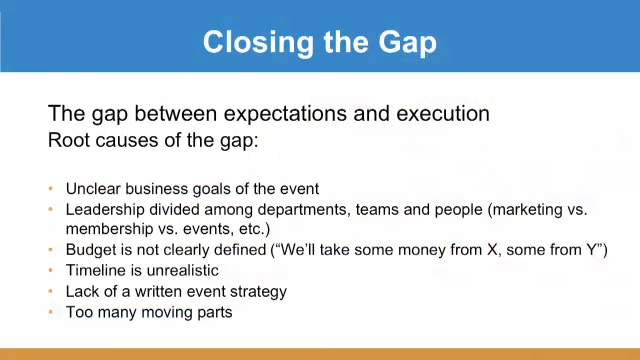 Closing the Gap
The gap between expectations and execution
Root causes of the gap:
• Unclear business goals of the event
• Leadership divided among departments, teams and people (marketing vs.
membership vs. events, etc.)
• Budget is not clearly defined (“We’ll take some money from X, some from Y”)
• Timeline is unrealistic
• Lack of a written event strategy
• Too many moving parts